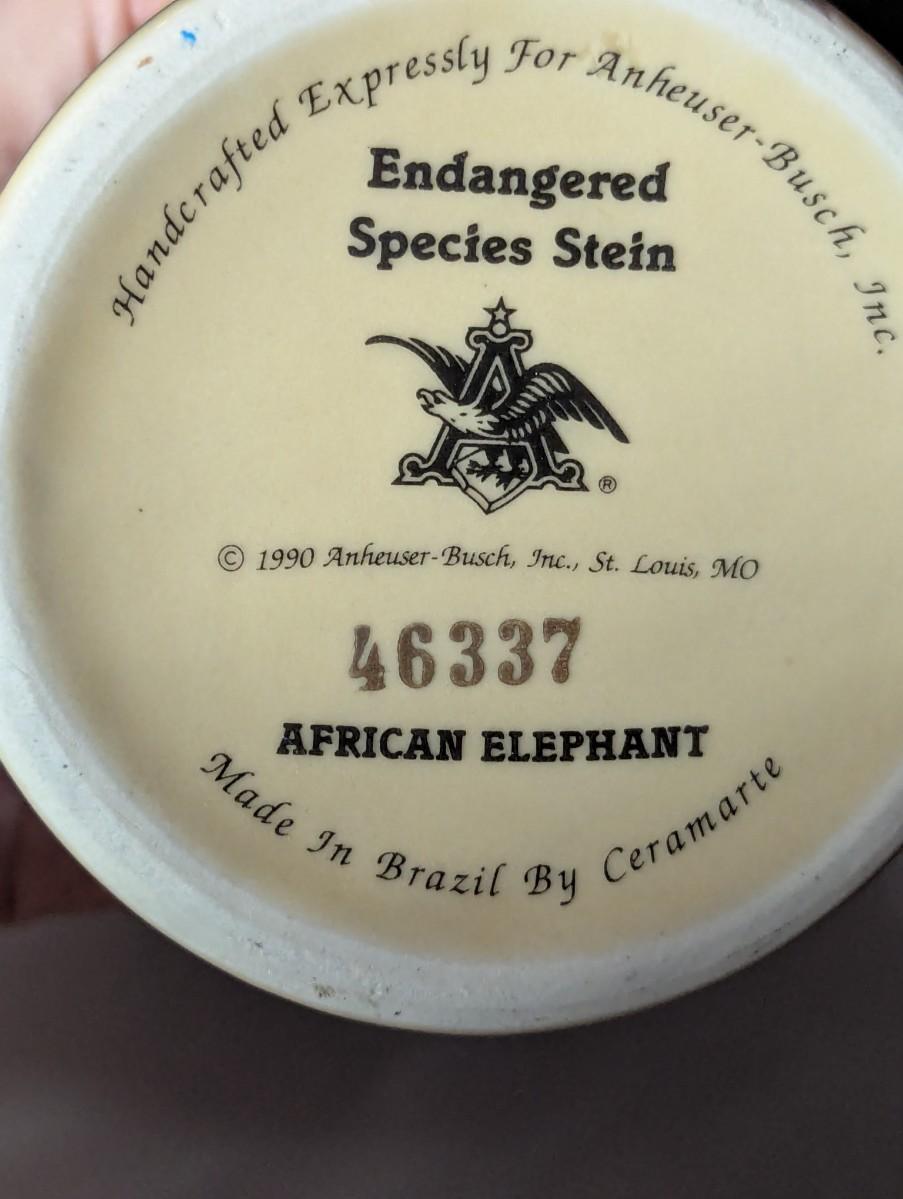 Handcrafted Expressly For Anheuser-Busch, Inc.
Endangered
Species Stein
A
®
© 1990 Anheuser-Busch, Inc., St. Louis, MO
46337
AFRICAN ELEPHANT
Made In Brazil By Ceramarte